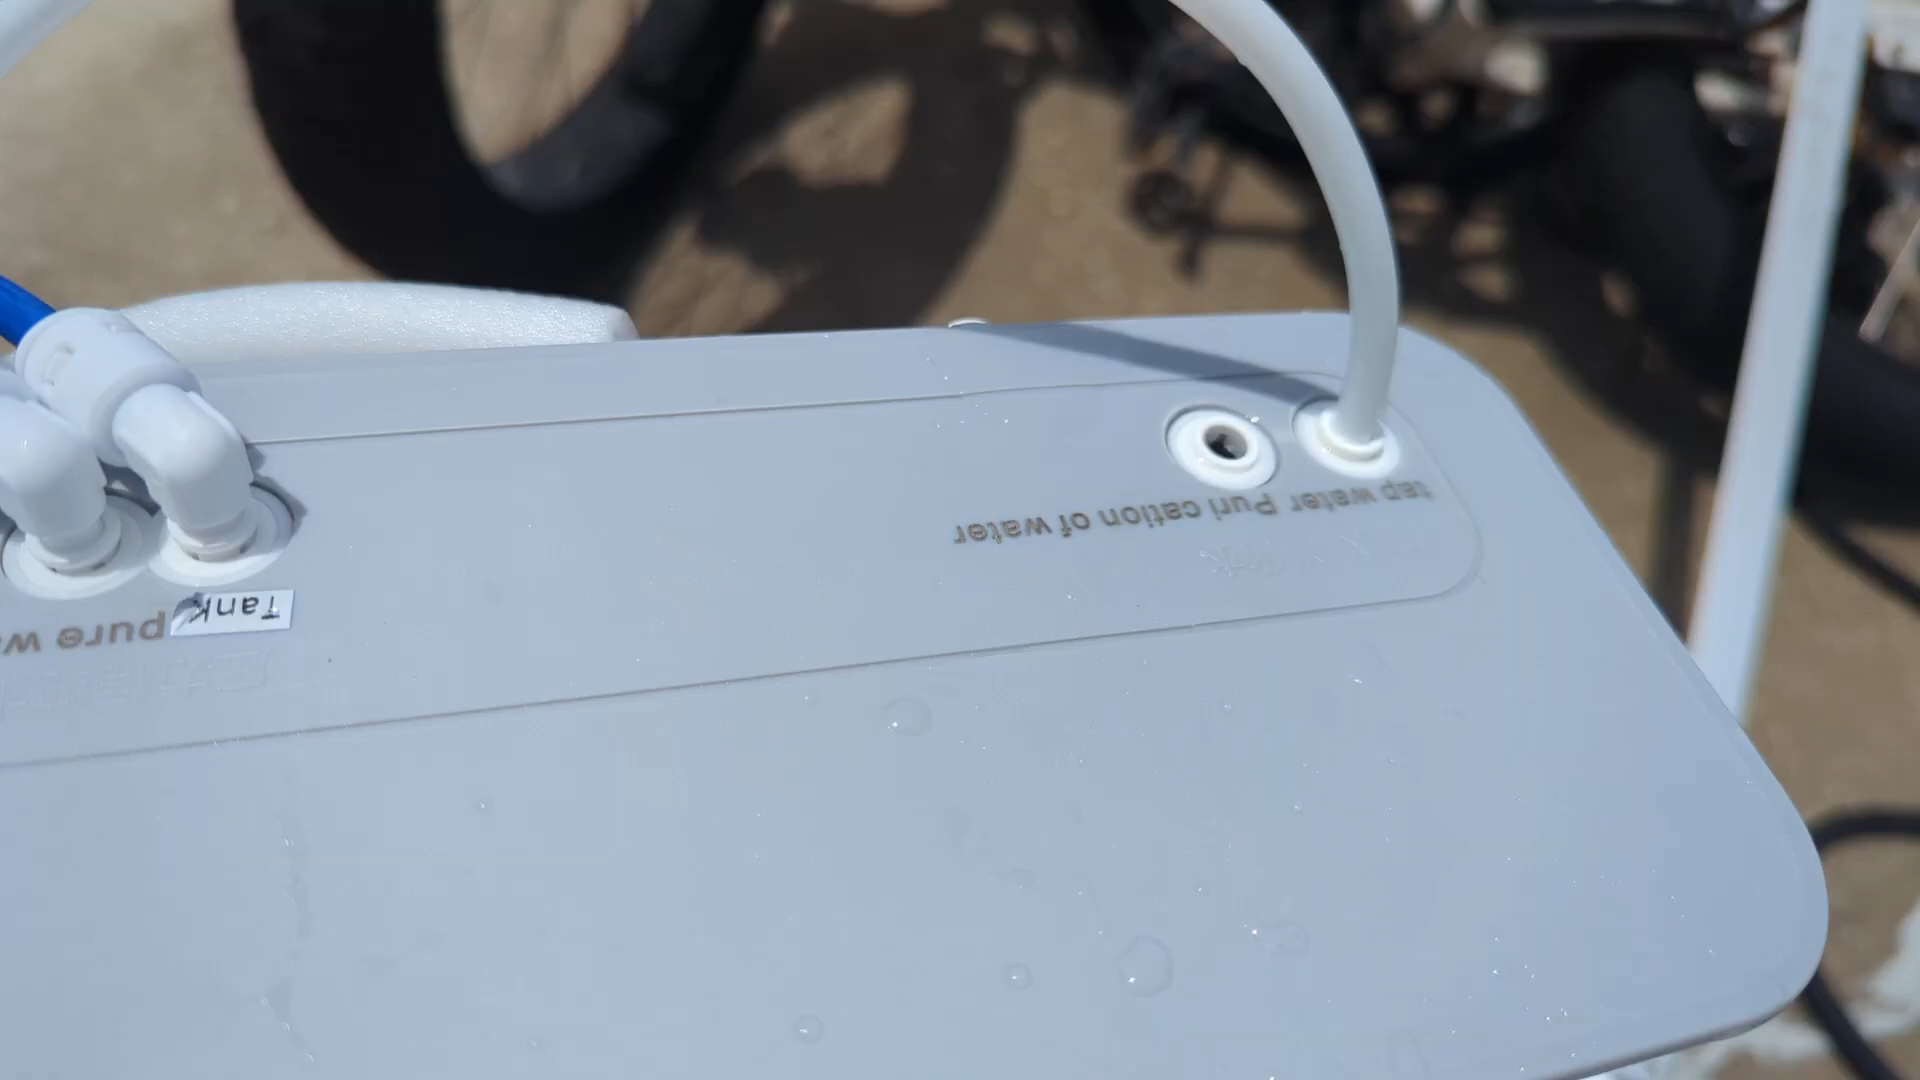 tap water Puri cation of water
Tank
pure